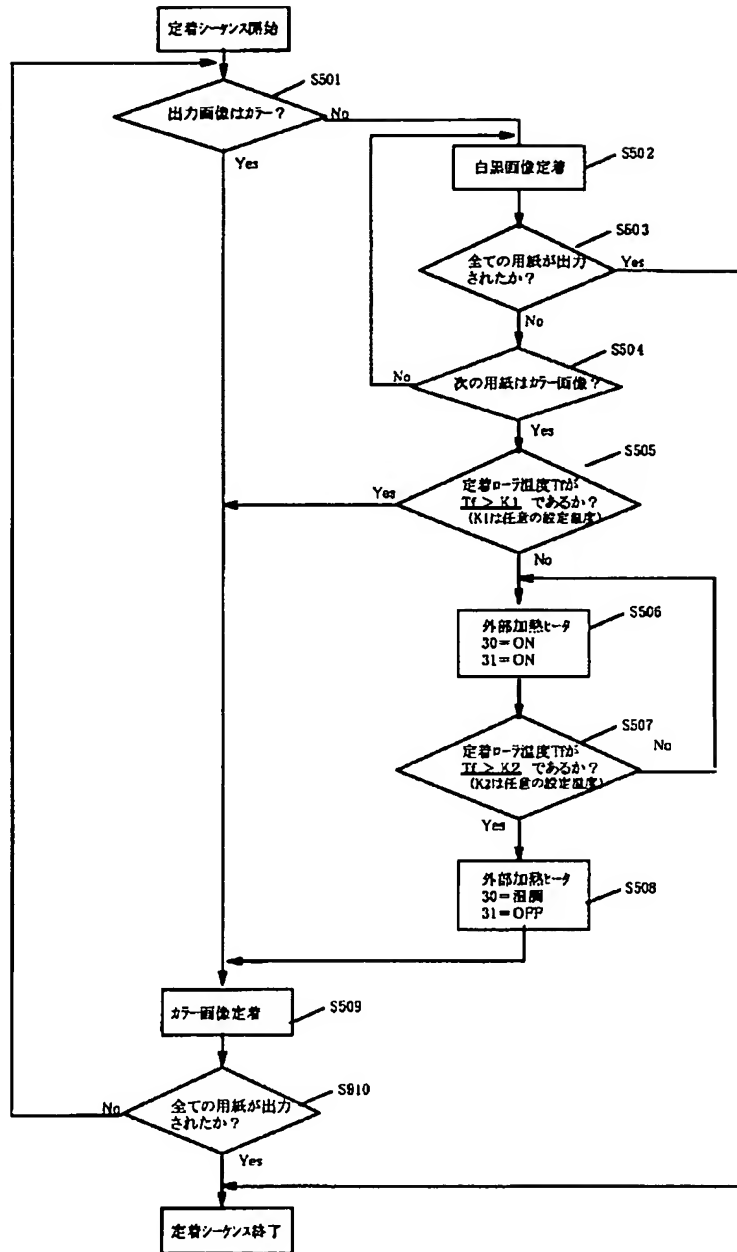 定着シーケンス開始
S501
出力画像はカラー?
No
Yes
白黒画像定着
S502
S503
全ての用紙が出力
されたか?
Yes
No
S504
次の用紙はカラー画像?
No
Yes
S505
定着ローラ温度Tfが
Tf > K1 であるか?
(K1は任意の設定温度)
Yes
No
S506
外部加熱ヒータ
30=ON
31=ON
S507
定着ローラ温度Tfが
Tf > K2 であるか?
(K2は任意の設定温度)
No
Yes
S508
外部加熱ヒータ
30=温調
31=OFF
カラー画像定着
S509
S910
全ての用紙が出力
されたか?
No
Yes
定着シーケンス終了